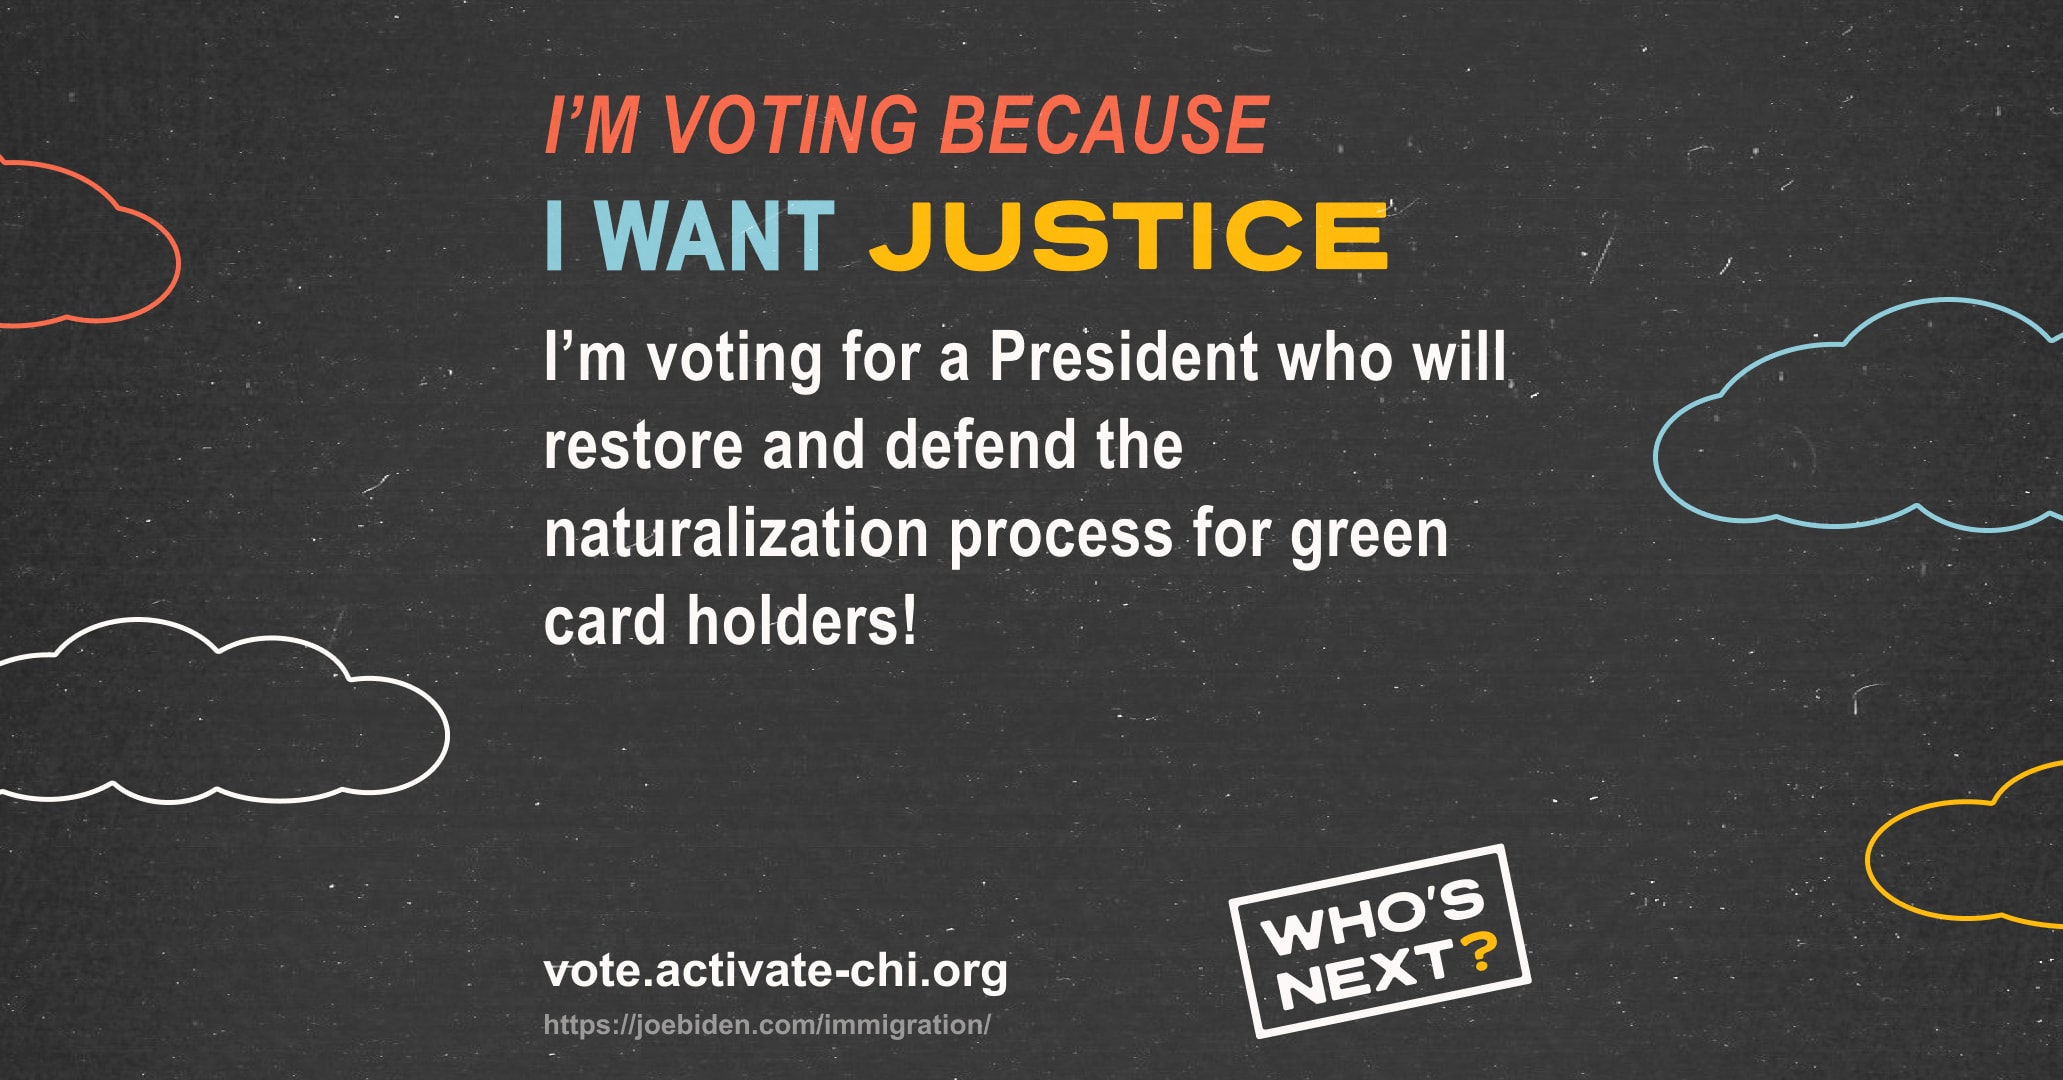 I’M VOTING BECAUSE
I WANT JUSTICE
I’m voting for a President who will
restore and defend the
naturalization process for green
card holders!
vote.activate-chi.org
https://joebiden.com/immigration/
WHO’S
NEXT?